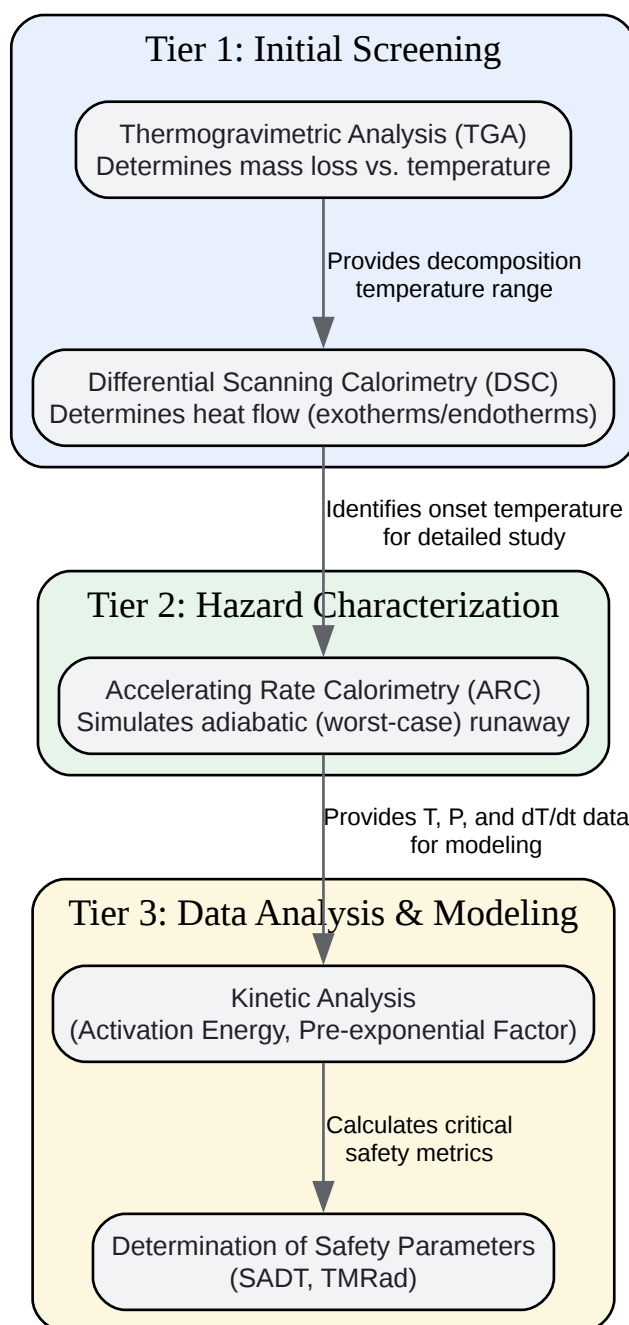 Tier 1: Initial Screening
Thermogravimetric Analysis (TGA)
Determines mass loss vs. temperature
Provides decomposition
temperature range
Differential Scanning Calorimetry (DSC)
Determines heat flow (exotherms/endotherms)
Identifies onset temperature
for detailed study
Tier 2: Hazard Characterization
Accelerating Rate Calorimetry (ARC)
Simulates adiabatic (worst-case) runaway
Provides T, P, and dT/dt data
for modeling
Tier 3: Data Analysis & Modeling
Kinetic Analysis
(Activation Energy, Pre-exponential Factor)
Calculates critical
safety metrics
Determination of Safety Parameters
(SADT, TMRad)